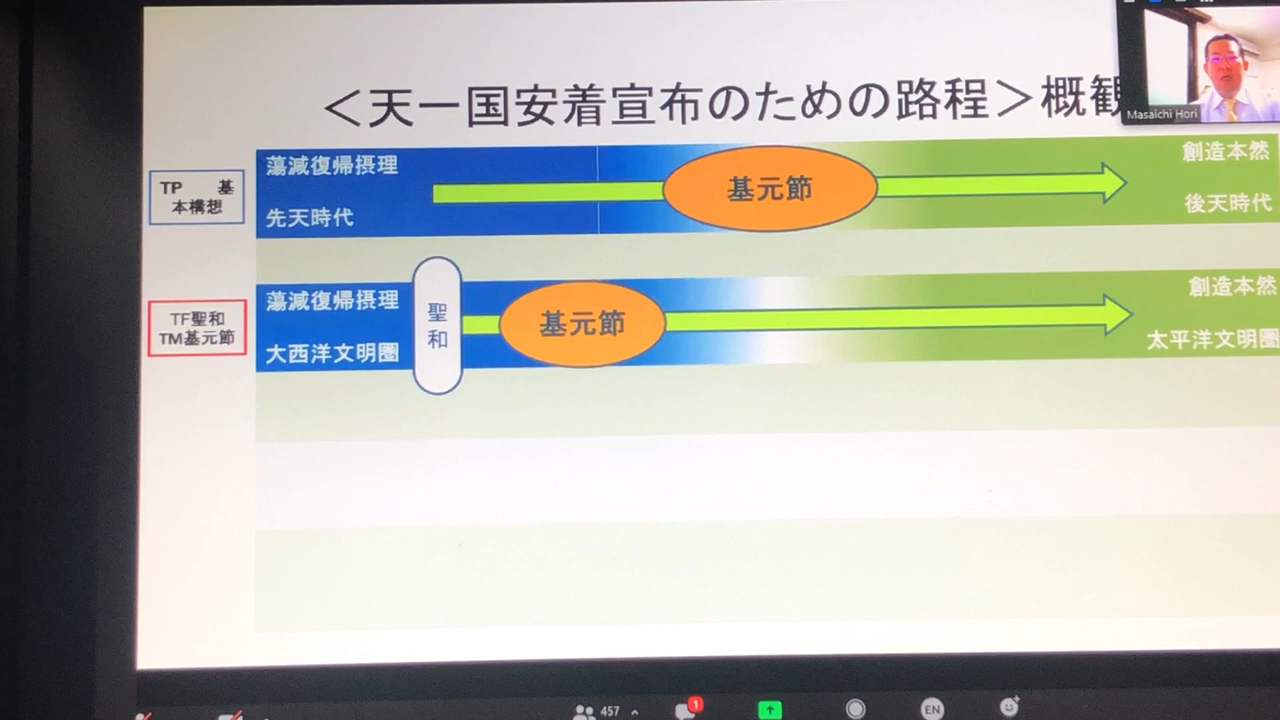 ＜天一国安着宣布のための路程＞概観
Masaichi Hori
TP 基
本構想
蕩減復帰摂理
先天時代
基元節
創造本然
後天時代
TF聖和
TM基元節
蕩減復帰摂理
大西洋文明圏
聖
和
基元節
創造本然
太平洋文明圏
457
1
EN